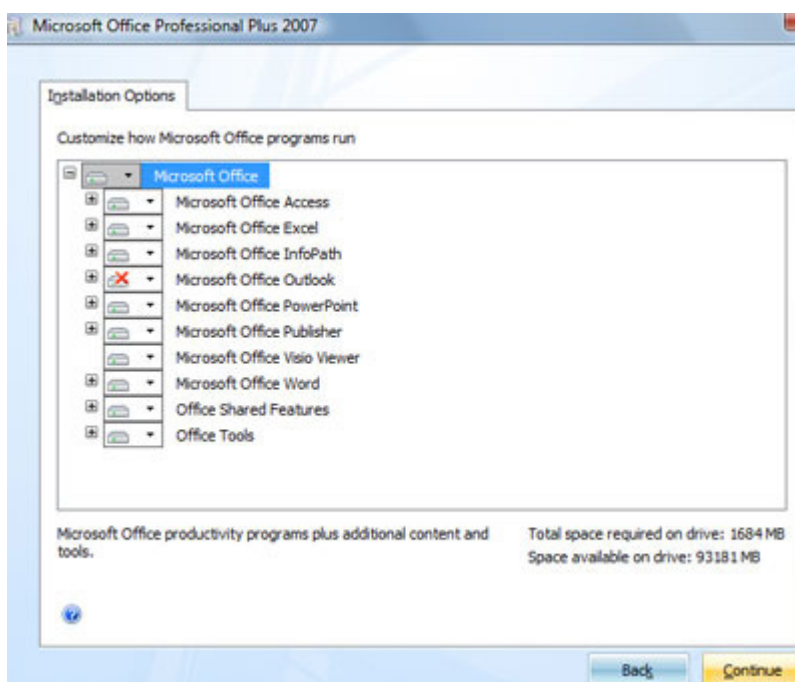 Microsoft Office Professional Plus 2007
Installation Options
Customize how Microsoft Office programs run
Microsoft Office
Microsoft Office Access
Microsoft Office Excel
Microsoft Office InfoPath
Microsoft Office Outlook
Microsoft Office PowerPoint
Microsoft Office Publisher
Microsoft Office Visio Viewer
Microsoft Office Word
Office Shared Features
Office Tools
Microsoft Office productivity programs plus additional content and
tools.
Total space required on drive: 1684 MB
Space available on drive: 93181 MB
Back
Continue